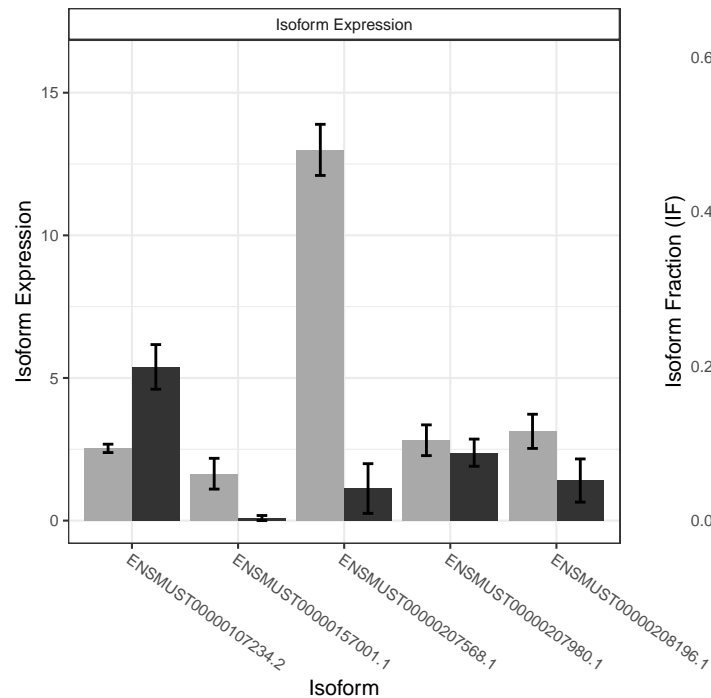 Isoform Expression
15
10
5
0
Isoform Expression
ENSMUST00000107234.2
ENSMUST00000157001.1
ENSMUST00000207568.1
ENSMUST00000207980.1
ENSMUST00000208196.1
Isoform
0.6
0.4
0.2
0.0
Isoform Fraction (IF)